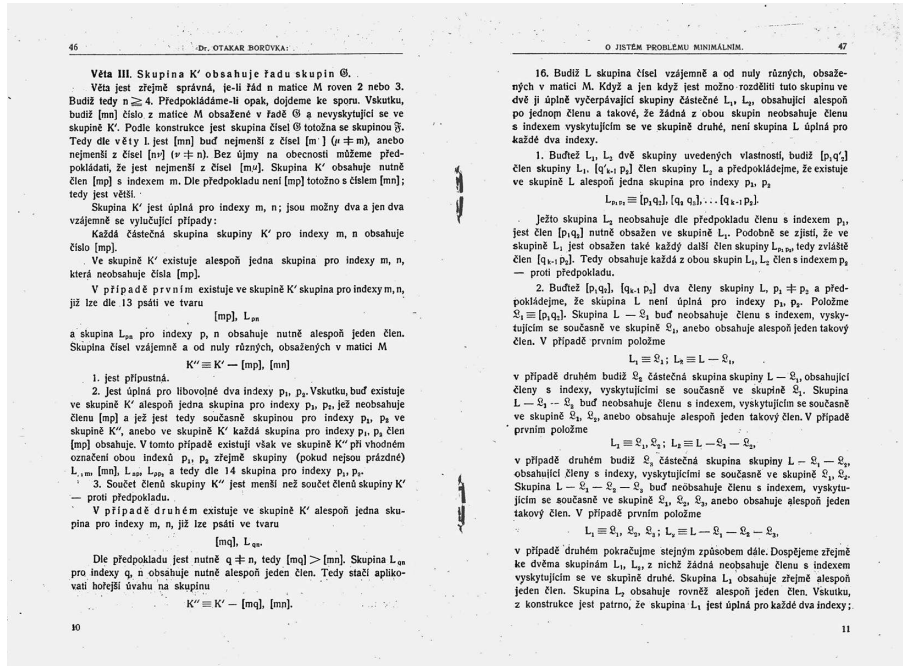 46
Dr. OTAKAR BORŮVKA:
Věta III. Skupina K′ obsahuje řadu skupin 𝔊.
Věta jest zřejmě správná, je-li řád n matice M roven 2 nebo 3.
Budiž tedy n ≧ 4. Předpokládáme-li opak, dojdeme ke sporu. Vskutku,
budiž [mn] číslo z matice M obsažené v řadě 𝔊 a nevyskytující se ve
skupině K′. Podle konstrukce jest skupina čísel 𝔊 totožna se skupinou 𝔉.
Tedy dle věty I. jest [mn] buď nejmenší z čísel [m ] (μ ≠ m), anebo
nejmenší z čísel [nν] (ν ≠ n). Bez újmy na obecnosti můžeme před-
pokládati, že jest nejmenší z čísel [mμ]. Skupina K′ obsahuje nutně
člen [mp] s indexem m. Dle předpokladu není [mp] totožno s číslem [mn];
tedy jest větší.
Skupina K′ jest úplná pro indexy m, n; jsou možny dva a jen dva
vzájemně se vylučující případy:
Každá částečná skupina skupiny K′ pro indexy m, n obsahuje
číslo [mp].
Ve skupině K′ existuje alespoň jedna skupina pro indexy m, n,
která neobsahuje čísla [mp].
V případě prvním existuje ve skupině K′ skupina pro indexy m, n,
již lze dle 13 psáti ve tvaru
[mp], Lₚₙ
a skupina Lₚₙ pro indexy p, n obsahuje nutně alespoň jeden člen.
Skupina čísel vzájemně a od nuly různých, obsažených v matici M
K″ ≡ K′ — [mp], [mn]
1. jest přípustná.
2. Jest úplná pro libovolné dva indexy p₁, p₂. Vskutku, buď existuje
ve skupině K′ alespoň jedna skupina pro indexy p₁, p₂, jež neobsahuje
členu [mp] a jež jest tedy současně skupinou pro indexy p₁, p₂ ve
skupině K″, anebo ve skupině K′ každá skupina pro indexy p₁, p₂ člen
[mp] obsahuje. V tomto případě existují však ve skupině K″ při vhodném
označení obou indexů p₁, p₂ zřejmě skupiny (pokud nejsou prázdné)
[mn], a tedy dle 14 skupina pro indexy p₁, p₂.
3. Součet členů skupiny K″ jest menší než součet členů skupiny K′
— proti předpokladu.
V případě druhém existuje ve skupině K′ alespoň jedna sku-
pina pro indexy m, n, již lze psáti ve tvaru
[mq], L qn.
Dle předpokladu jest nutně q ≠ n, tedy [mq] > [mn]. Skupina L qn
pro indexy q, n obsahuje nutně alespoň jeden člen. Tedy stačí apliko-
vati hořejší úvahu na skupinu
K″ ≡ K′ — [mq], [mn].
10
O JISTÉM PROBLÉMU MINIMÁLNÍM.
47
16. Budiž L skupina čísel vzájemně a od nuly různých, obsaže-
ných v matici M. Když a jen když jest možno rozděliti tuto skupinu ve
dvě ji úplně vyčerpávající skupiny částečné L₁, L₂, obsahující alespoň
po jednom členu a takové, že žádná z obou skupin neobsahuje členu
s indexem vyskytujícím se ve skupině druhé, není skupina L úplná pro
každé dva indexy.
1. Buďtež L₁, L₂ dvě skupiny uvedených vlastností, budiž [p₁q′₂]
člen skupiny L₁, [q′k-1 p₂] člen skupiny L₂ a předpokládejme, že existuje
ve skupině L alespoň jedna skupina pro indexy p₁, p₂
Lp₁p₂ ≡ [p₁q₂], [q₂ q₃], . . . [q k-1 p₂].
Ježto skupina L₂ neobsahuje dle předpokladu členu s indexem p₁,
jest člen [p₁q₂] nutně obsažen ve skupině L₁. Podobně se zjistí, že ve
skupině L₁ jest obsažen také každý další člen skupiny Lp₁p₂, tedy zvláště
člen [q k-1 p₂]. Tedy obsahuje každá z obou skupin L₁, L₂ člen s indexem p₂
— proti předpokladu.
2. Buďtež [p₁q₂], [qk-1 p₂] dva členy skupiny L, p₁ ≠ p₂ a před-
pokládejme, že skupina L není úplná pro indexy p₁, p₂. Položme
𝔏₁ ≡ [p₁q₂]. Skupina L — 𝔏₁ buď neobsahuje členu s indexem, vysky-
tujícím se současně ve skupině 𝔏₁, anebo obsahuje alespoň jeden takový
člen. V případě prvním položme
L₁ ≡ 𝔏₁; L₂ ≡ L — 𝔏₁,
v případě druhém budiž 𝔏₂ částečná skupina skupiny L — 𝔏₁, obsahující
členy s indexy, vyskytujícími se současně ve skupině 𝔏₁. Skupina
L — 𝔏₁ — 𝔏₂ buď neobsahuje členu s indexem, vyskytujícím se současně
ve skupině 𝔏₁, 𝔏₂, anebo obsahuje alespoň jeden takový člen. V případě
prvním položme
L₁ ≡ 𝔏₁, 𝔏₂; L₂ ≡ L — 𝔏₁ — 𝔏₂,
v případě druhém budiž 𝔏₃ částečná skupina skupiny L — 𝔏₁ — 𝔏₂,
obsahující členy s indexy, vyskytujícími se současně ve skupině 𝔏₁, 𝔏₂.
Skupina L — 𝔏₁ — 𝔏₂ — 𝔏₃ buď neobsahuje členu s indexem, vyskytu-
jícím se současně ve skupině 𝔏₁, 𝔏₂, 𝔏₃, anebo obsahuje alespoň jeden
takový člen. V případě prvním položme
L₁ ≡ 𝔏₁, 𝔏₂, 𝔏₃; L₂ ≡ L — 𝔏₁ — 𝔏₂ — 𝔏₃,
v případě druhém pokračujme stejným způsobem dále. Dospějeme zřejmě
ke dvěma skupinám L₁, L₂, z nichž žádná neobsahuje členu s indexem
vyskytujícím se ve skupině druhé. Skupina L₁ obsahuje zřejmě alespoň
jeden člen. Skupina L₂ obsahuje rovněž alespoň jeden člen. Vskutku,
z konstrukce jest patrno, že skupina L₁ jest úplná pro každé dva indexy;
11